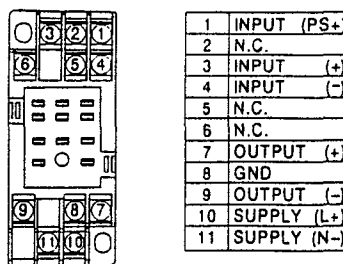 3 2 1
6 5 4
9 8 7
11 10
1 INPUT (PS+)
2 N.C.
3 INPUT (+)
4 INPUT (-)
5 N.C.
6 N.C.
7 OUTPUT (+)
8 GND
9 OUTPUT (-)
10 SUPPLY (L+)
11 SUPPLY (N-)